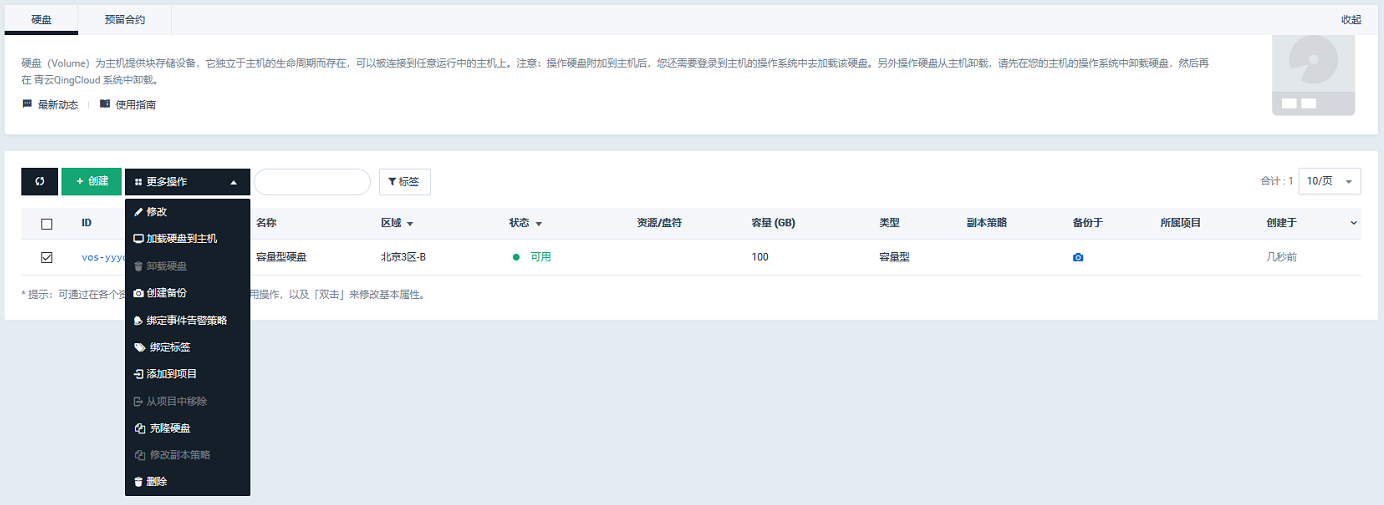 硬盘 预留合约 收起
硬盘（Volume）为主机提供块存储设备，它独立于主机的生命周期而存在，可以被连接到任意运行中的主机上。注意：操作硬盘附加到主机后，您还需要登录到主机的操作系统中去加载该硬盘。另外操作硬盘从主机卸载，请先在您的主机的操作系统中卸载硬盘，然后再
在 青云QingCloud 系统中卸载。
最新动态 使用指南
+ 创建 更多操作 标签 合计 : 1 10/页
ID 名称 区域 状态 资源/盘符 容量 (GB) 类型 副本策略 备份于 所属项目 创建于
vos-yyy 容量型硬盘 北京3区-B 可用 100 容量型 几秒前
* 提示：可通过在各个 用操作，以及「双击」来修改基本属性。
修改
加载硬盘到主机
卸载硬盘
创建备份
绑定事件告警策略
绑定标签
添加到项目
从项目中移除
克隆硬盘
修改副本策略
删除